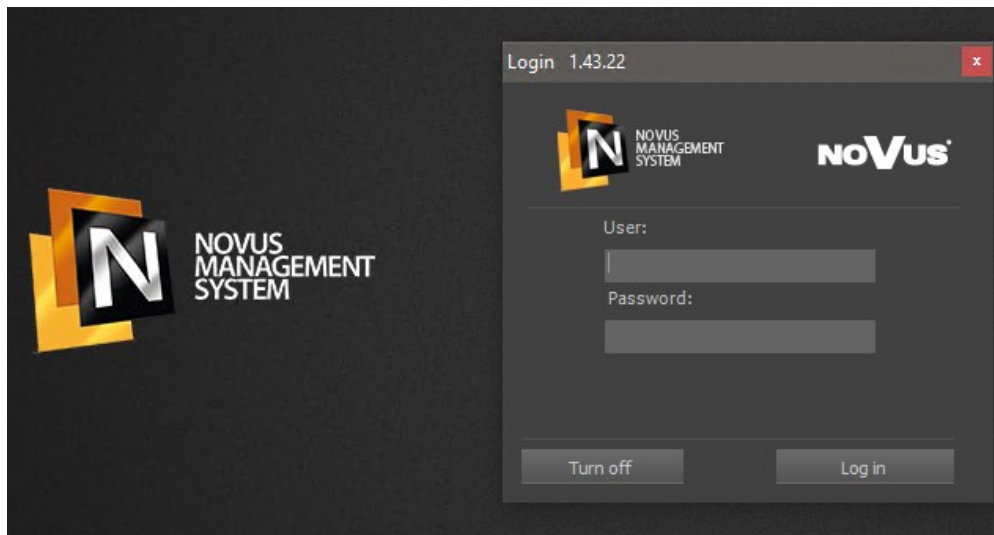 N
NOVUS
MANAGEMENT
SYSTEM
Login 1.43.22
x
N
NOVUS
MANAGEMENT
SYSTEM
NOVUS
User:
Password:
Turn off
Log in